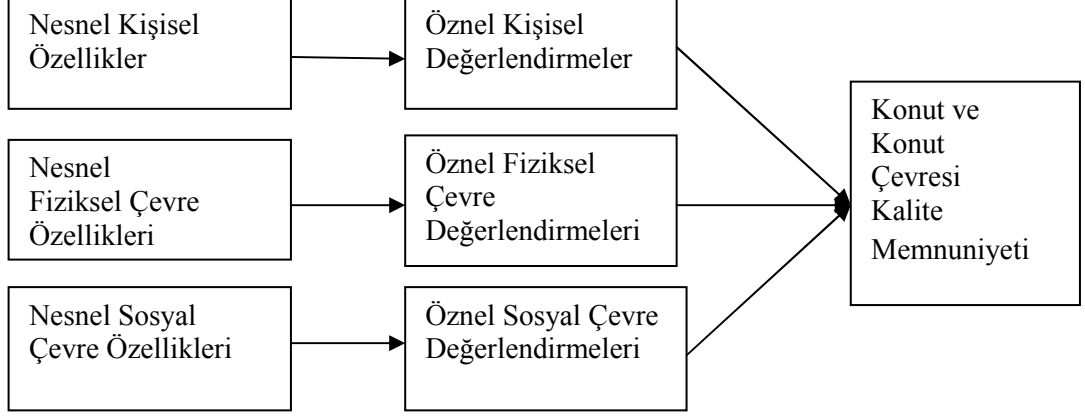 Nesnel Kişisel
Özellikler
Öznel Kişisel
Değerlendirmeler
Nesnel
Fiziksel Çevre
Özellikleri
Öznel Fiziksel
Çevre
Değerlendirmeleri
Nesnel Sosyal
Çevre Özellikleri
Öznel Sosyal Çevre
Değerlendirmeleri
Konut ve
Konut
Çevresi
Kalite
Memnuniyeti